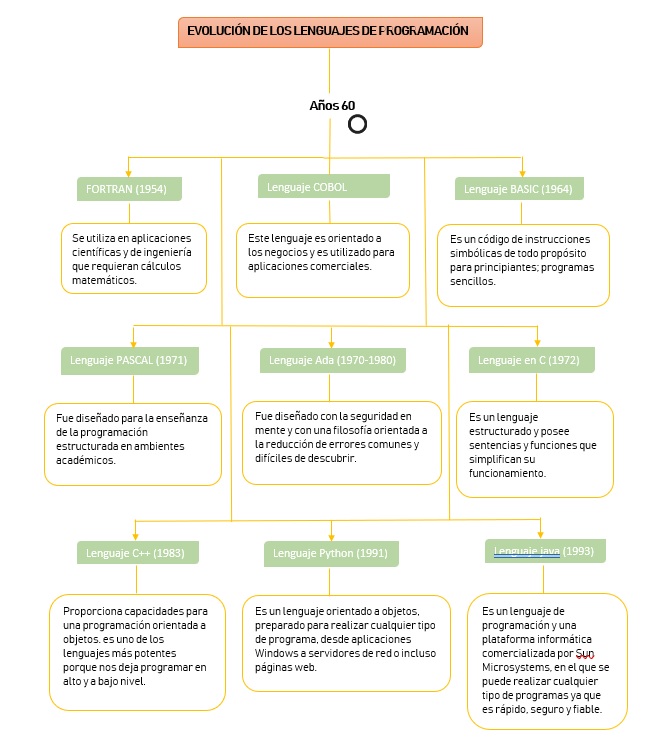 EVOLUCIÓN DE LOS LENGUAJES DE PROGRAMACIÓN
Años 60
FORTRAN (1954)
Se utiliza en aplicaciones
científicas y de ingeniería
que requieran cálculos
matemáticos.
Lenguaje COBOL
Este lenguaje es orientado a
los negocios y es utilizado para
aplicaciones comerciales.
Lenguaje BASIC (1964)
Es un código de instrucciones
simbólicas de todo propósito
para principiantes; programas
sencillos.
Lenguaje PASCAL (1971)
Fue diseñado para la enseñanza
de la programación
estructurada en ambientes
académicos.
Lenguaje Ada (1970-1980)
Fue diseñado con la seguridad en
mente y con una filosofía orientada a
la reducción de errores comunes y
difíciles de descubrir.
Lenguaje en C (1972)
Es un lenguaje
estructurado y posee
sentencias y funciones que
simplifican su
funcionamiento.
Lenguaje C++ (1983)
Proporciona capacidades para
una programación orientada a
objetos. es uno de los
lenguajes más potentes
porque nos deja programar en
alto y a bajo nivel.
Lenguaje Python (1991)
Es un lenguaje orientado a objetos,
preparado para realizar cualquier tipo
de programa, desde aplicaciones
Windows a servidores de red o incluso
páginas web.
Lenguaje java (1993)
Es un lenguaje de
programación y una
plataforma informática
comercializada por Sun
Microsystems, en el que se
puede realizar cualquier
tipo de programas ya que
es rápido, seguro y fiable.